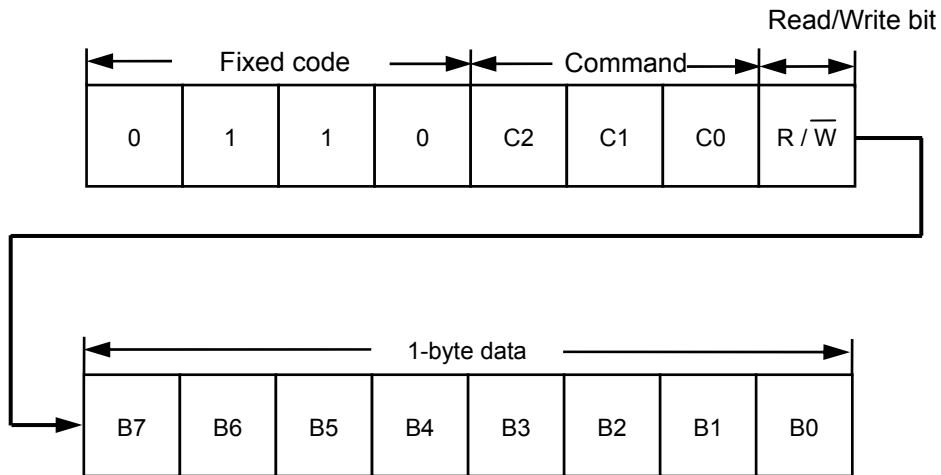 Read/Write bit
Fixed code Command
0 1 1 0 C2 C1 C0 R / W̅
1-byte data
B7 B6 B5 B4 B3 B2 B1 B0